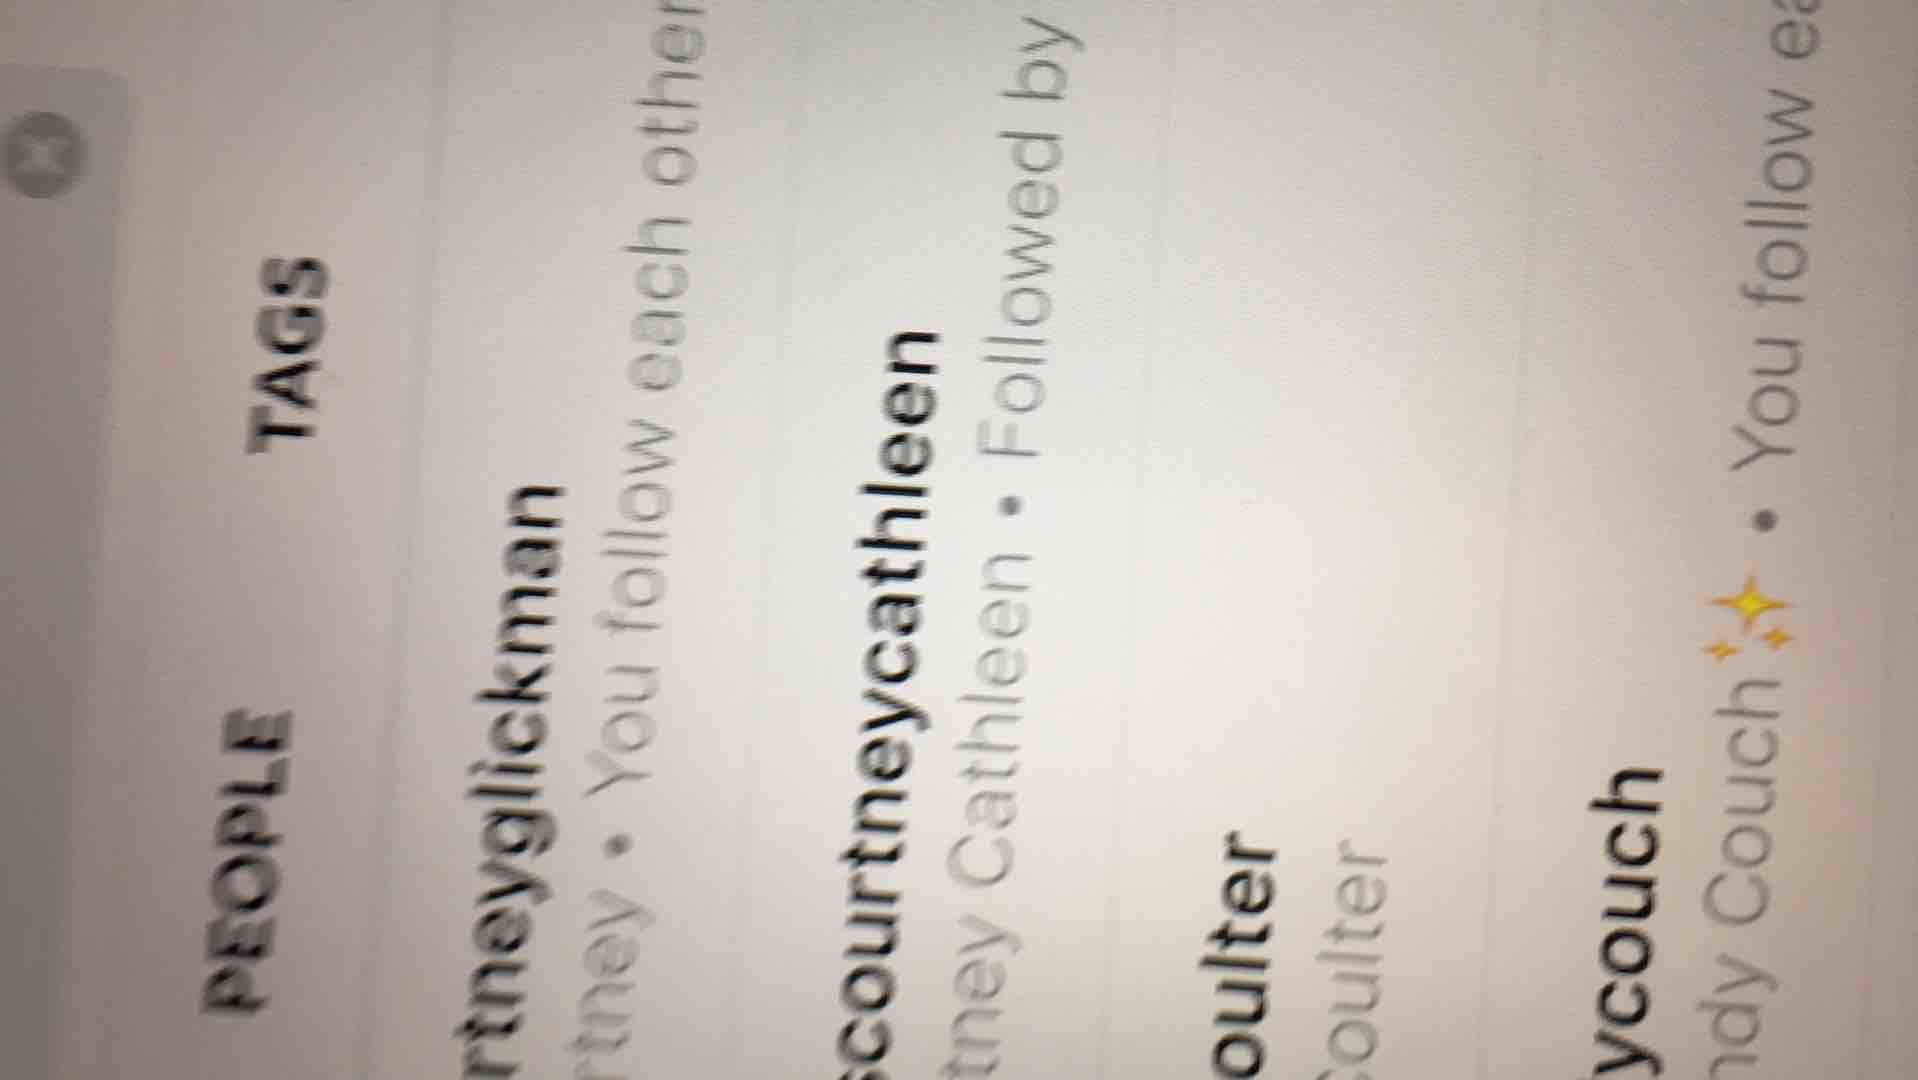 PEOPLE TAGS
rtneyglickman
rtney • You follow each other
scourtneycathleen
tney Cathleen • Followed by
oulter
Coulter
ycouch
ndy Couch✨ • You follow ea